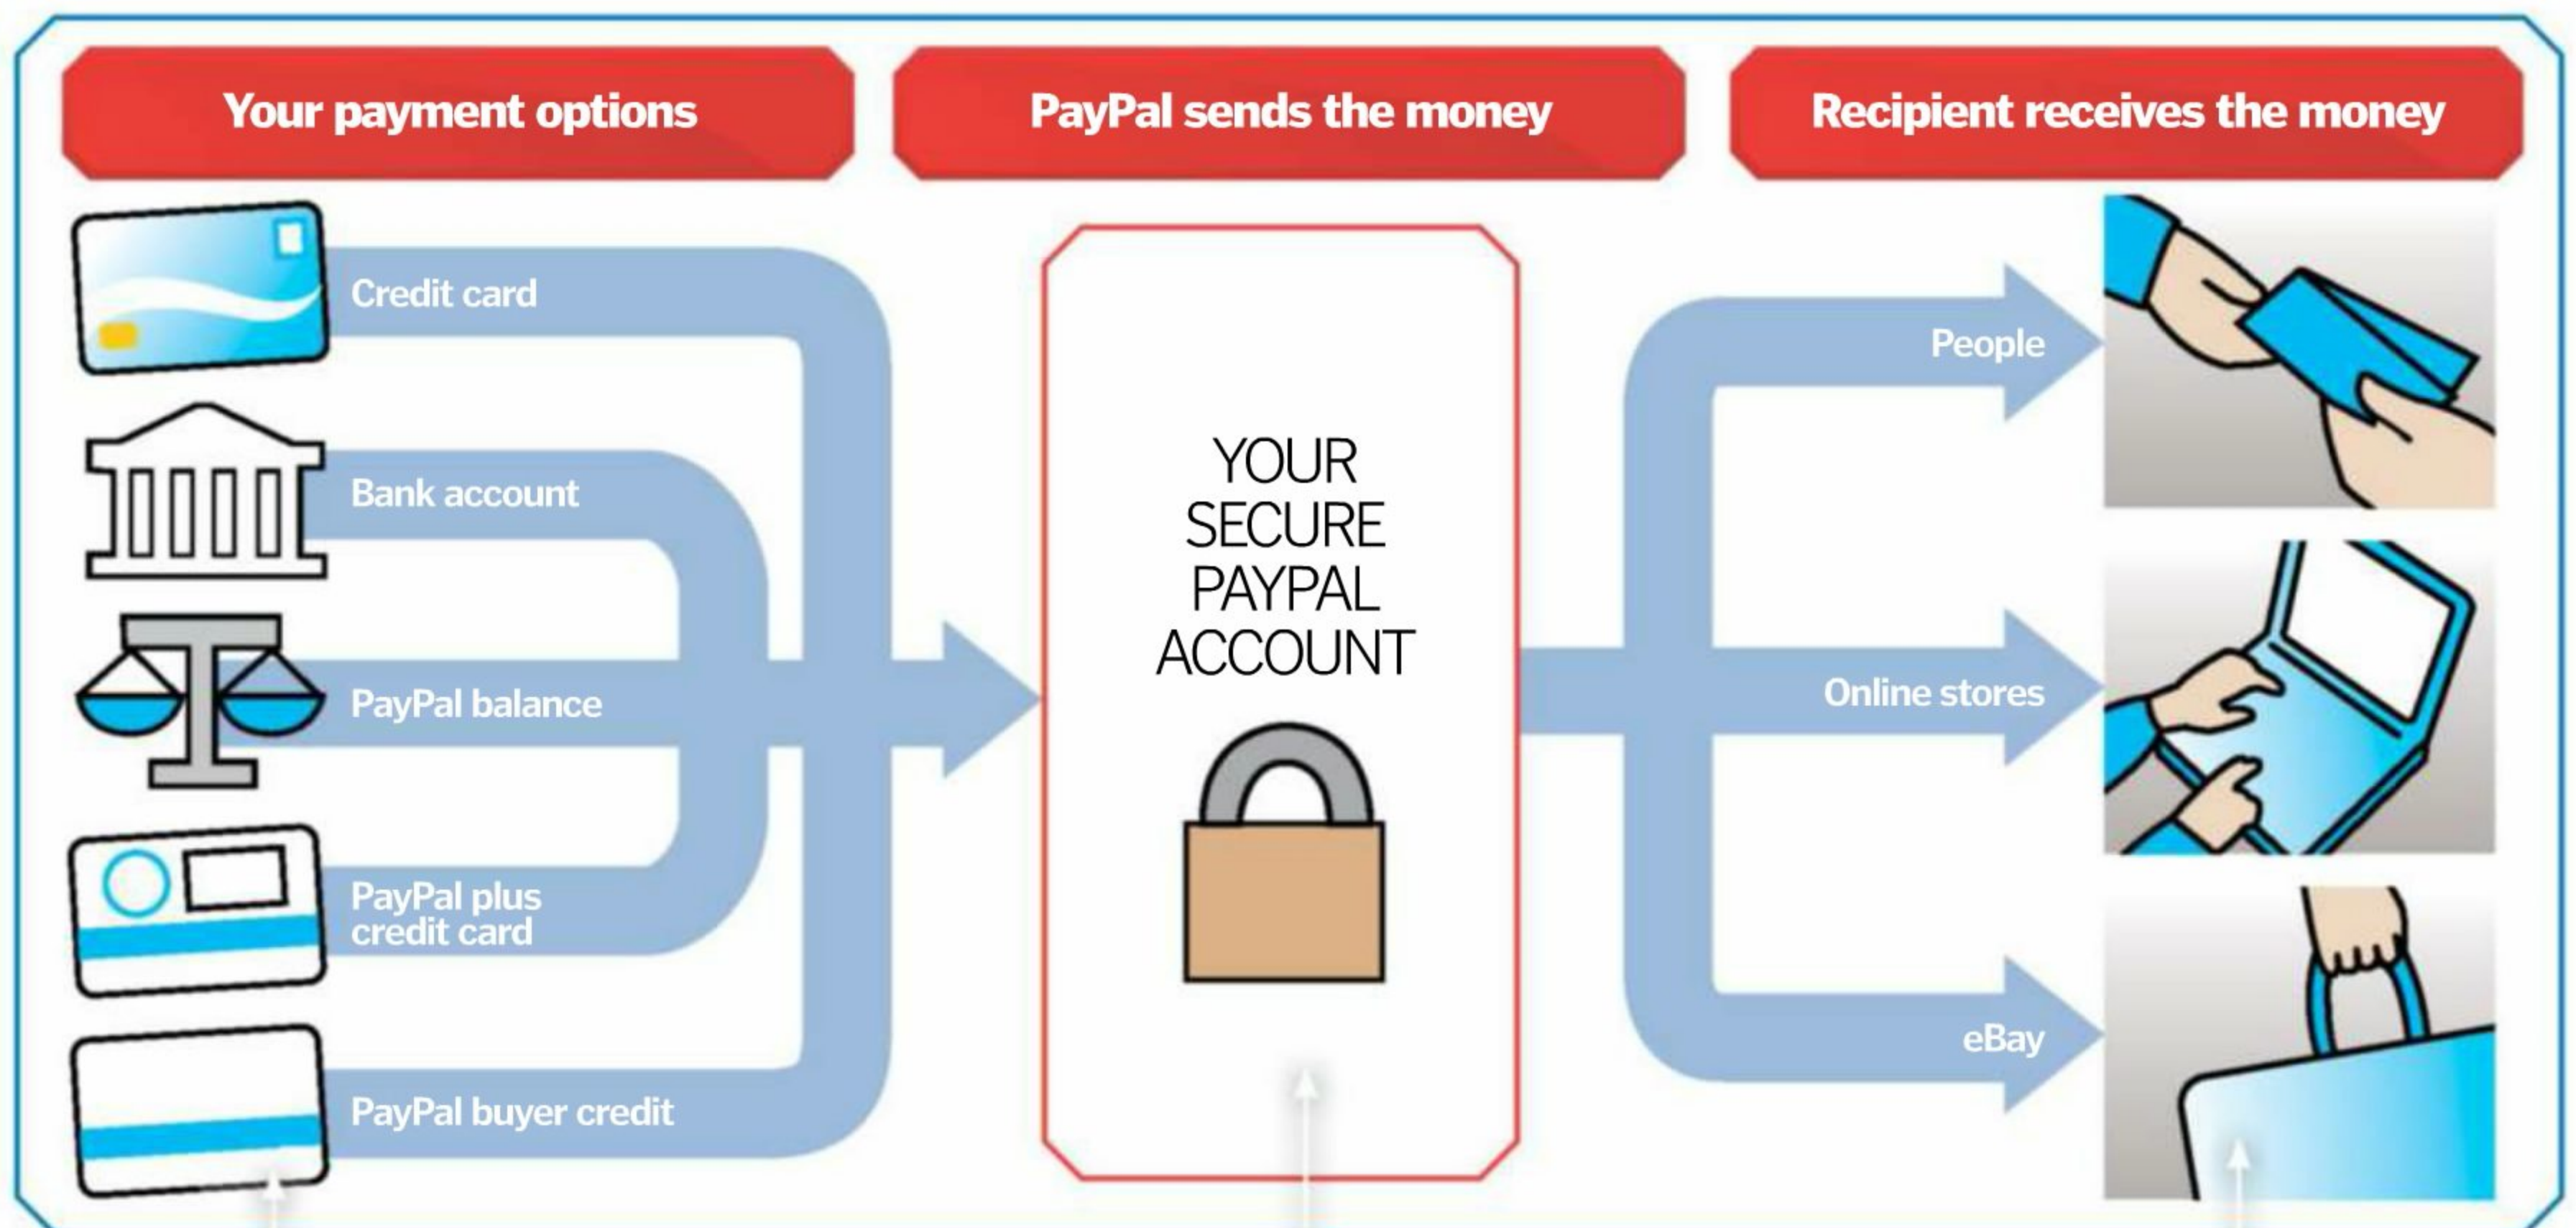 Your payment options
PayPal sends the money
Recipient receives the money
Credit card
Bank account
PayPal balance
PayPal plus
credit card
PayPal buyer credit
YOUR
SECURE
PAYPAL
ACCOUNT
People
Online stores
eBay